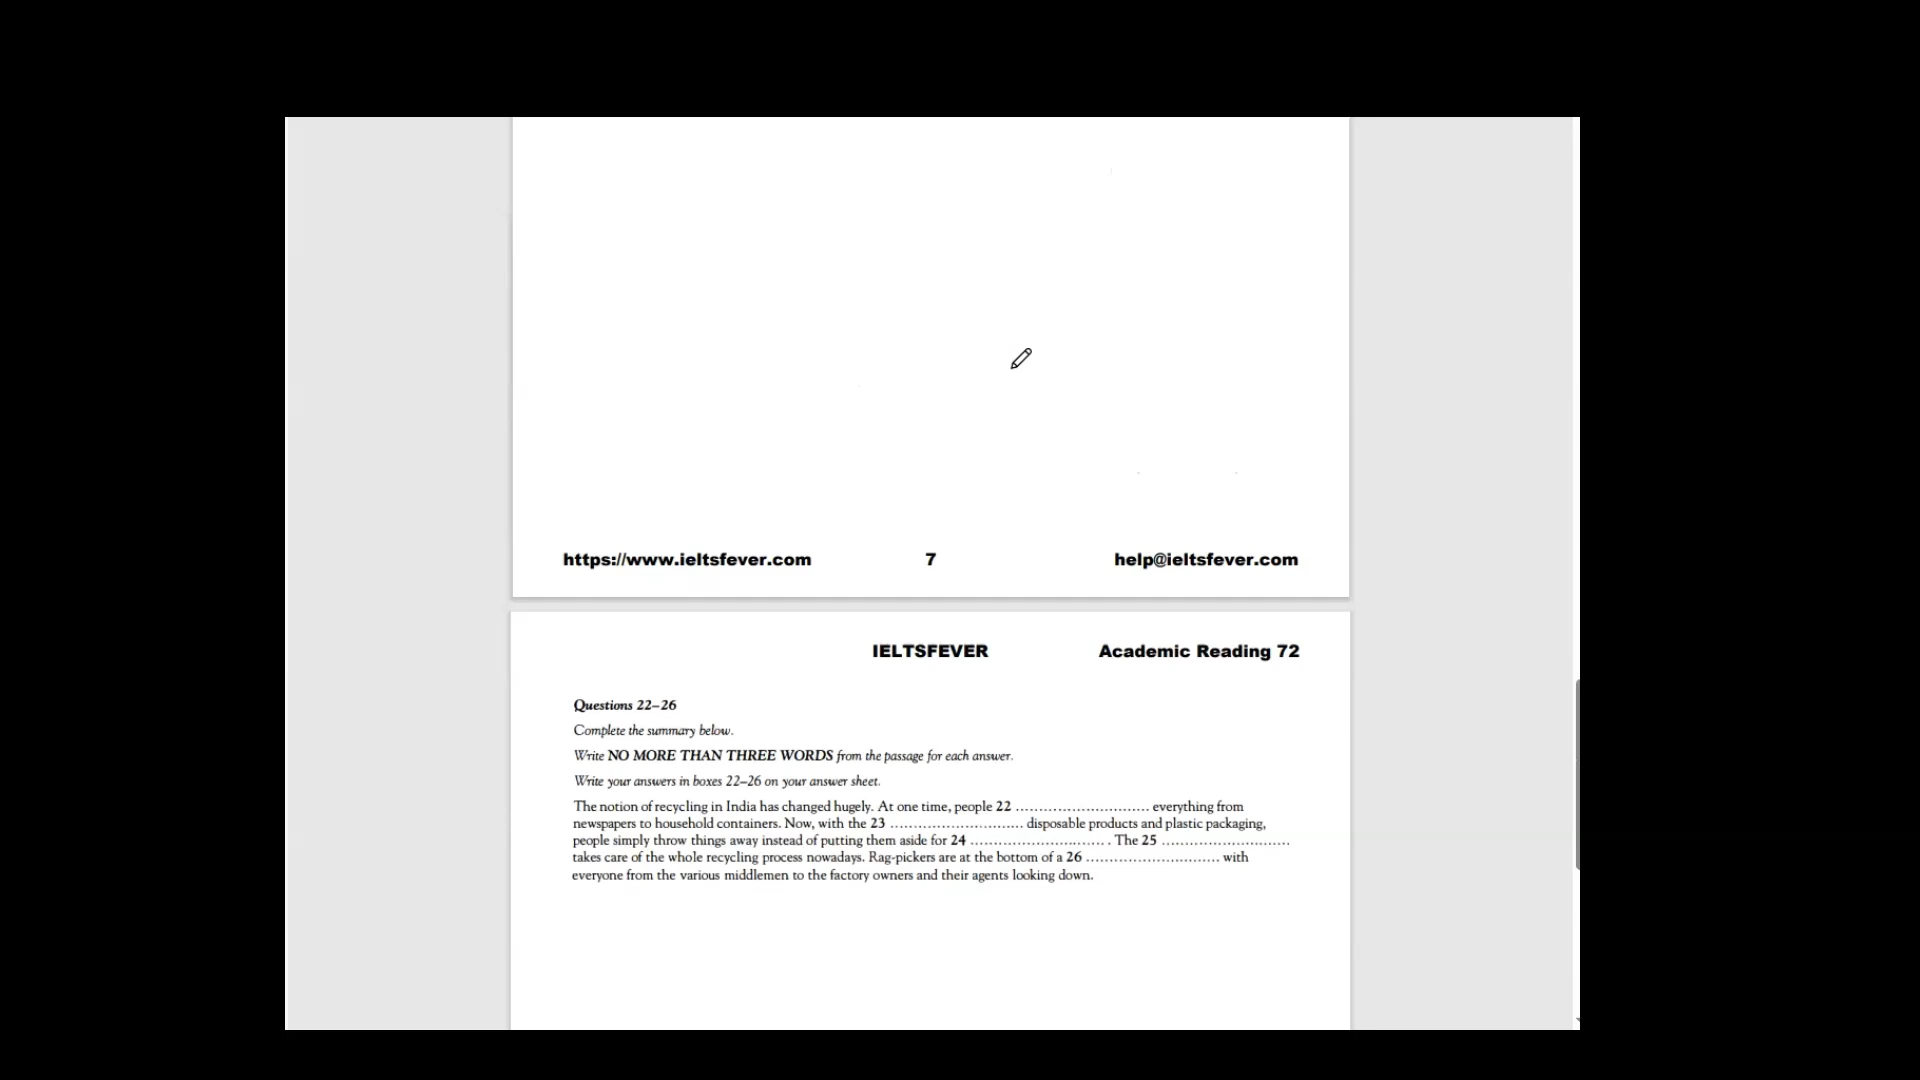 https://www.ieltsfever.com 7 help@ieltsfever.com
IELTSFEVER Academic Reading 72
Questions 22–26
Complete the summary below.
Write NO MORE THAN THREE WORDS from the passage for each answer.
Write your answers in boxes 22–26 on your answer sheet.
The notion of recycling in India has changed hugely. At one time, people 22 ............................. everything from
newspapers to household containers. Now, with the 23 ............................. disposable products and plastic packaging,
people simply throw things away instead of putting them aside for 24 ............................. . The 25 ............................
takes care of the whole recycling process nowadays. Rag-pickers are at the bottom of a 26 ............................. with
everyone from the various middlemen to the factory owners and their agents looking down.